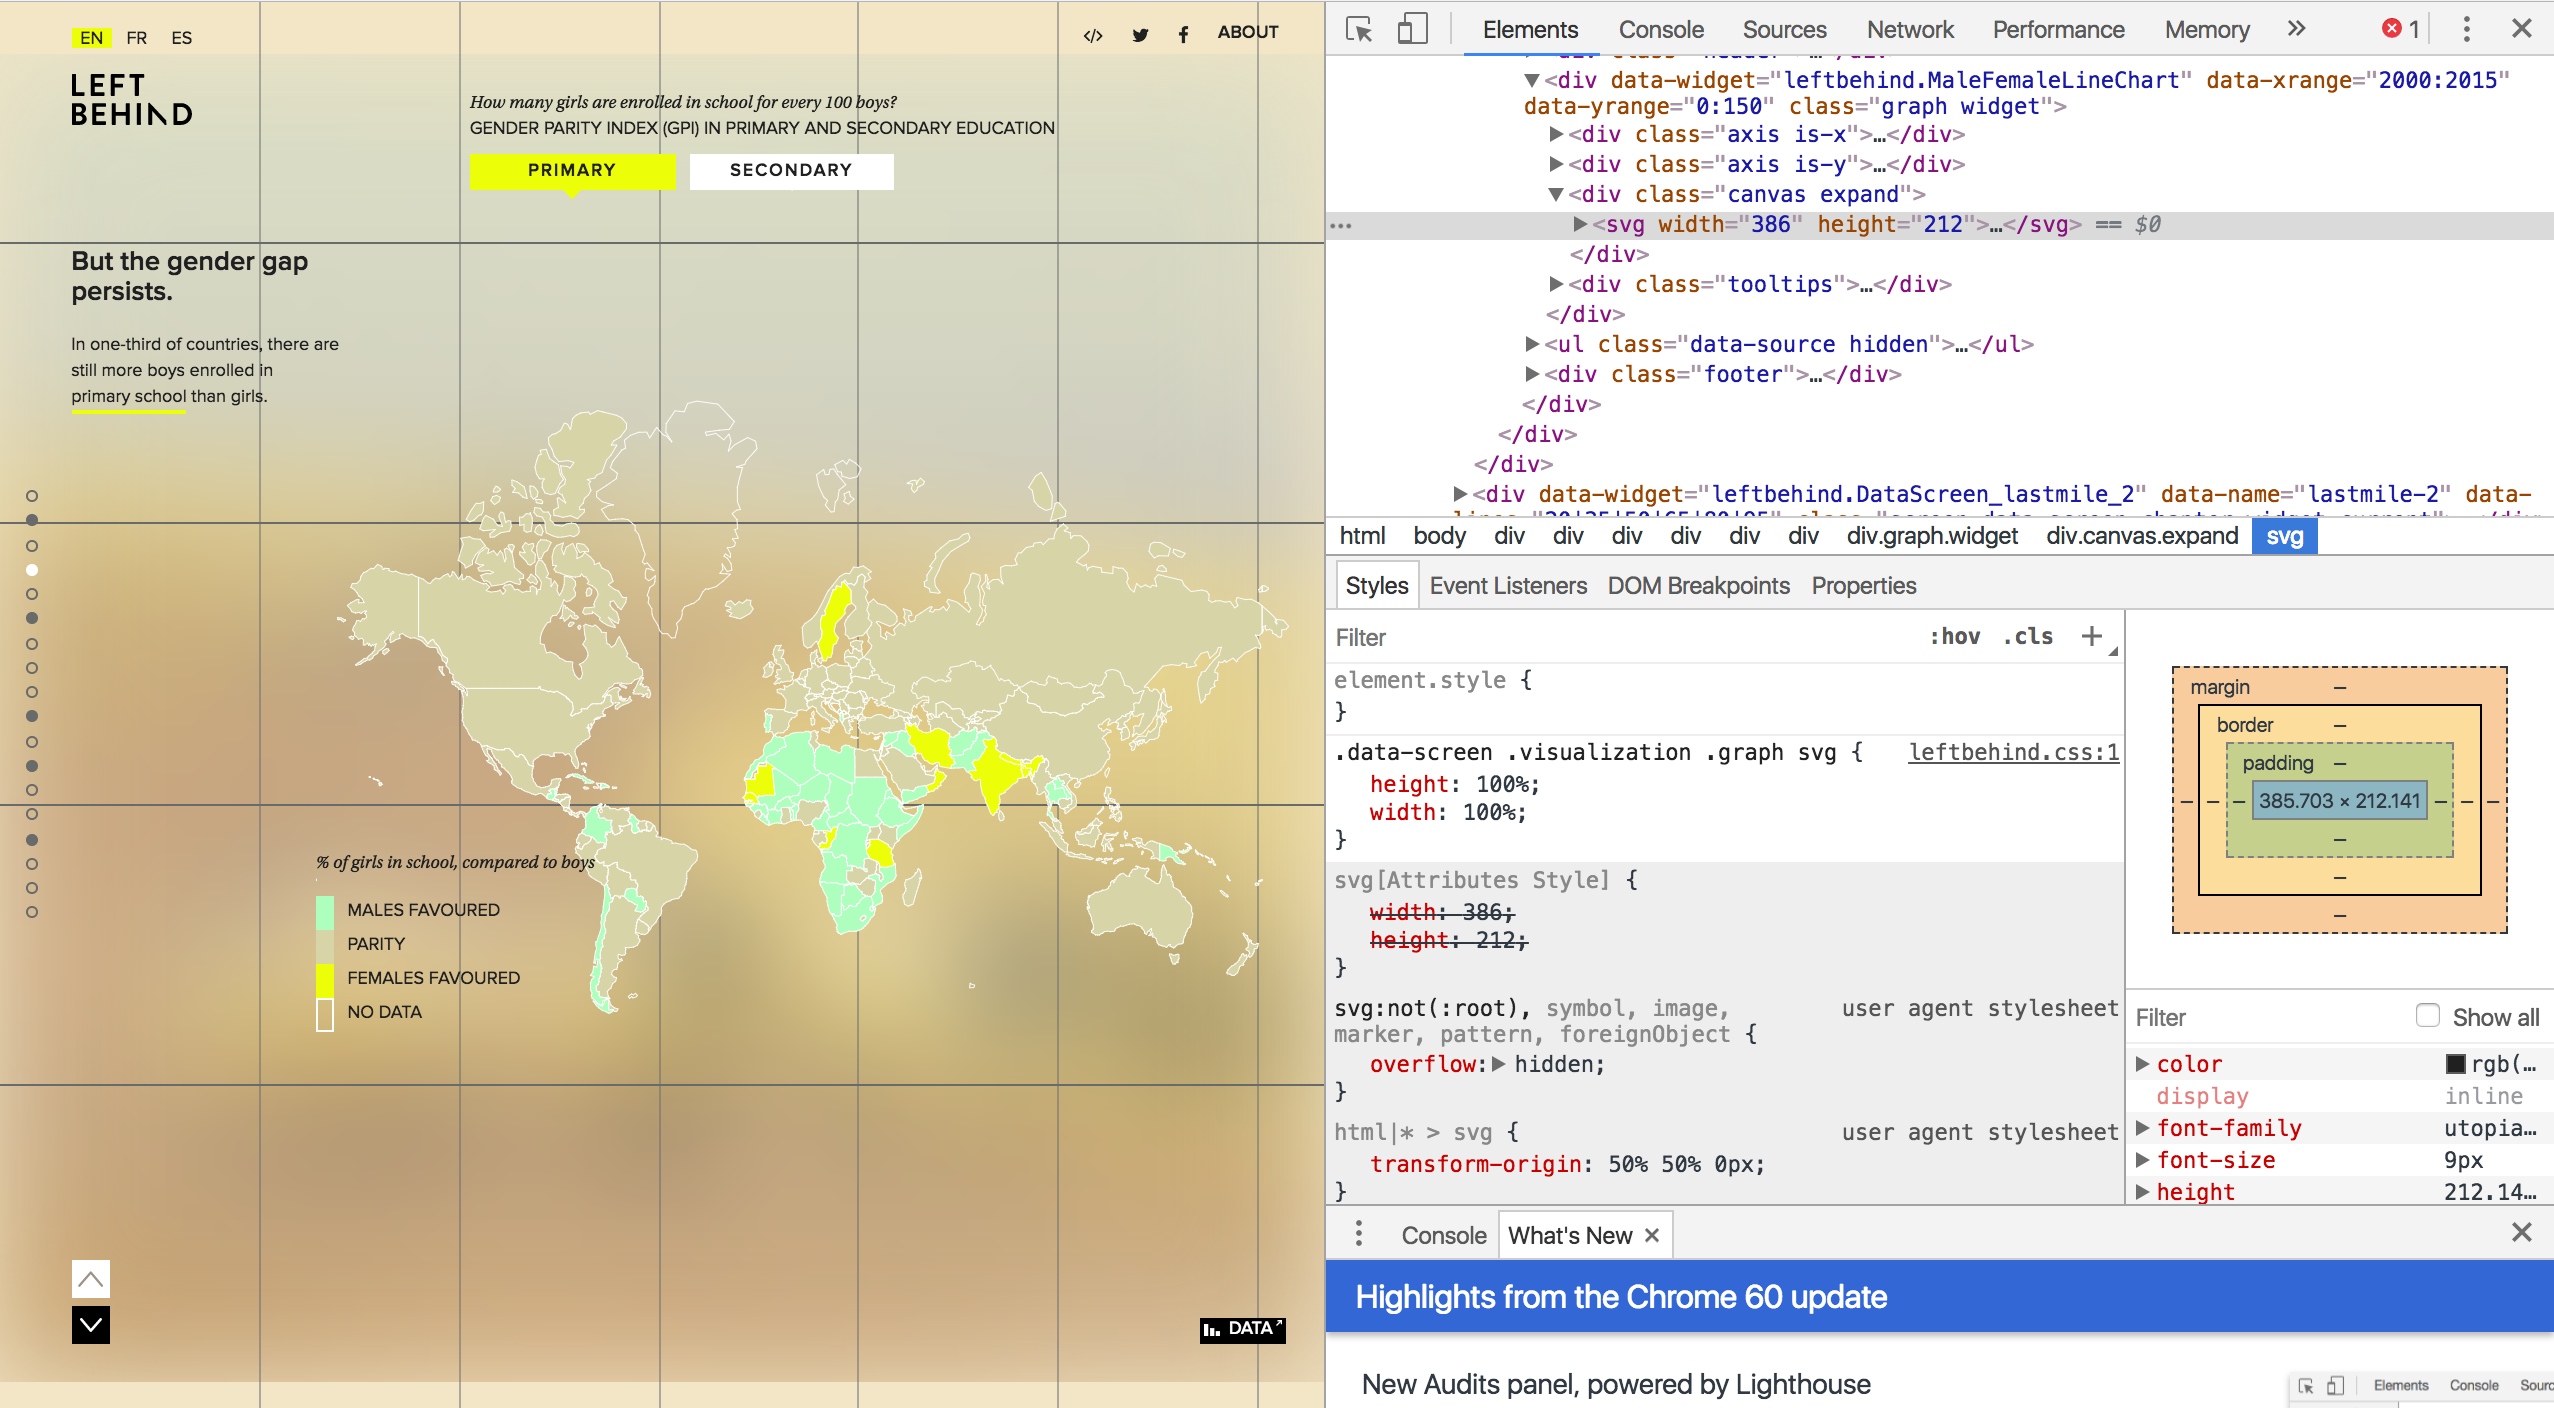 EN FR ES
</> ABOUT
LEFT
BEHIND
How many girls are enrolled in school for every 100 boys?
GENDER PARITY INDEX (GPI) IN PRIMARY AND SECONDARY EDUCATION
PRIMARY SECONDARY
But the gender gap
persists.
In one-third of countries, there are
still more boys enrolled in
primary school than girls.
% of girls in school, compared to boys
MALES FAVOURED
PARITY
FEMALES FAVOURED
NO DATA
DATA
Elements Console Sources Network Performance Memory » 1
▼<div data-widget="leftbehind.MaleFemaleLineChart" data-xrange="2000:2015"
data-yrange="0:150" class="graph widget">
▶<div class="axis is-x">…</div>
▶<div class="axis is-y">…</div>
▼<div class="canvas expand">
… ▶<svg width="386" height="212">…</svg> == $0
</div>
▶<div class="tooltips">…</div>
</div>
▶<ul class="data-source hidden">…</ul>
▶<div class="footer">…</div>
</div>
</div>
</div>
▶<div data-widget="leftbehind.DataScreen_lastmile_2" data-name="lastmile-2" data-
html body div div div div div div div.graph.widget div.canvas.expand svg
Styles Event Listeners DOM Breakpoints Properties
Filter :hov .cls +
element.style {
}
.data-screen .visualization .graph svg { leftbehind.css:1
height: 100%;
width: 100%;
}
svg[Attributes Style] {
width: 386;
height: 212;
}
svg:not(:root), symbol, image, user agent stylesheet
marker, pattern, foreignObject {
overflow:▶ hidden;
}
html|* > svg { user agent stylesheet
transform-origin: 50% 50% 0px;
}
margin –
border –
padding –
– – – 385.703 × 212.141 – – –
–
–
–
Filter Show all
▶ color rgb(…
display inline
▶ font-family utopia…
▶ font-size 9px
▶ height 212.14…
Console What's New ×
Highlights from the Chrome 60 update
New Audits panel, powered by Lighthouse
Elements Console Sourc